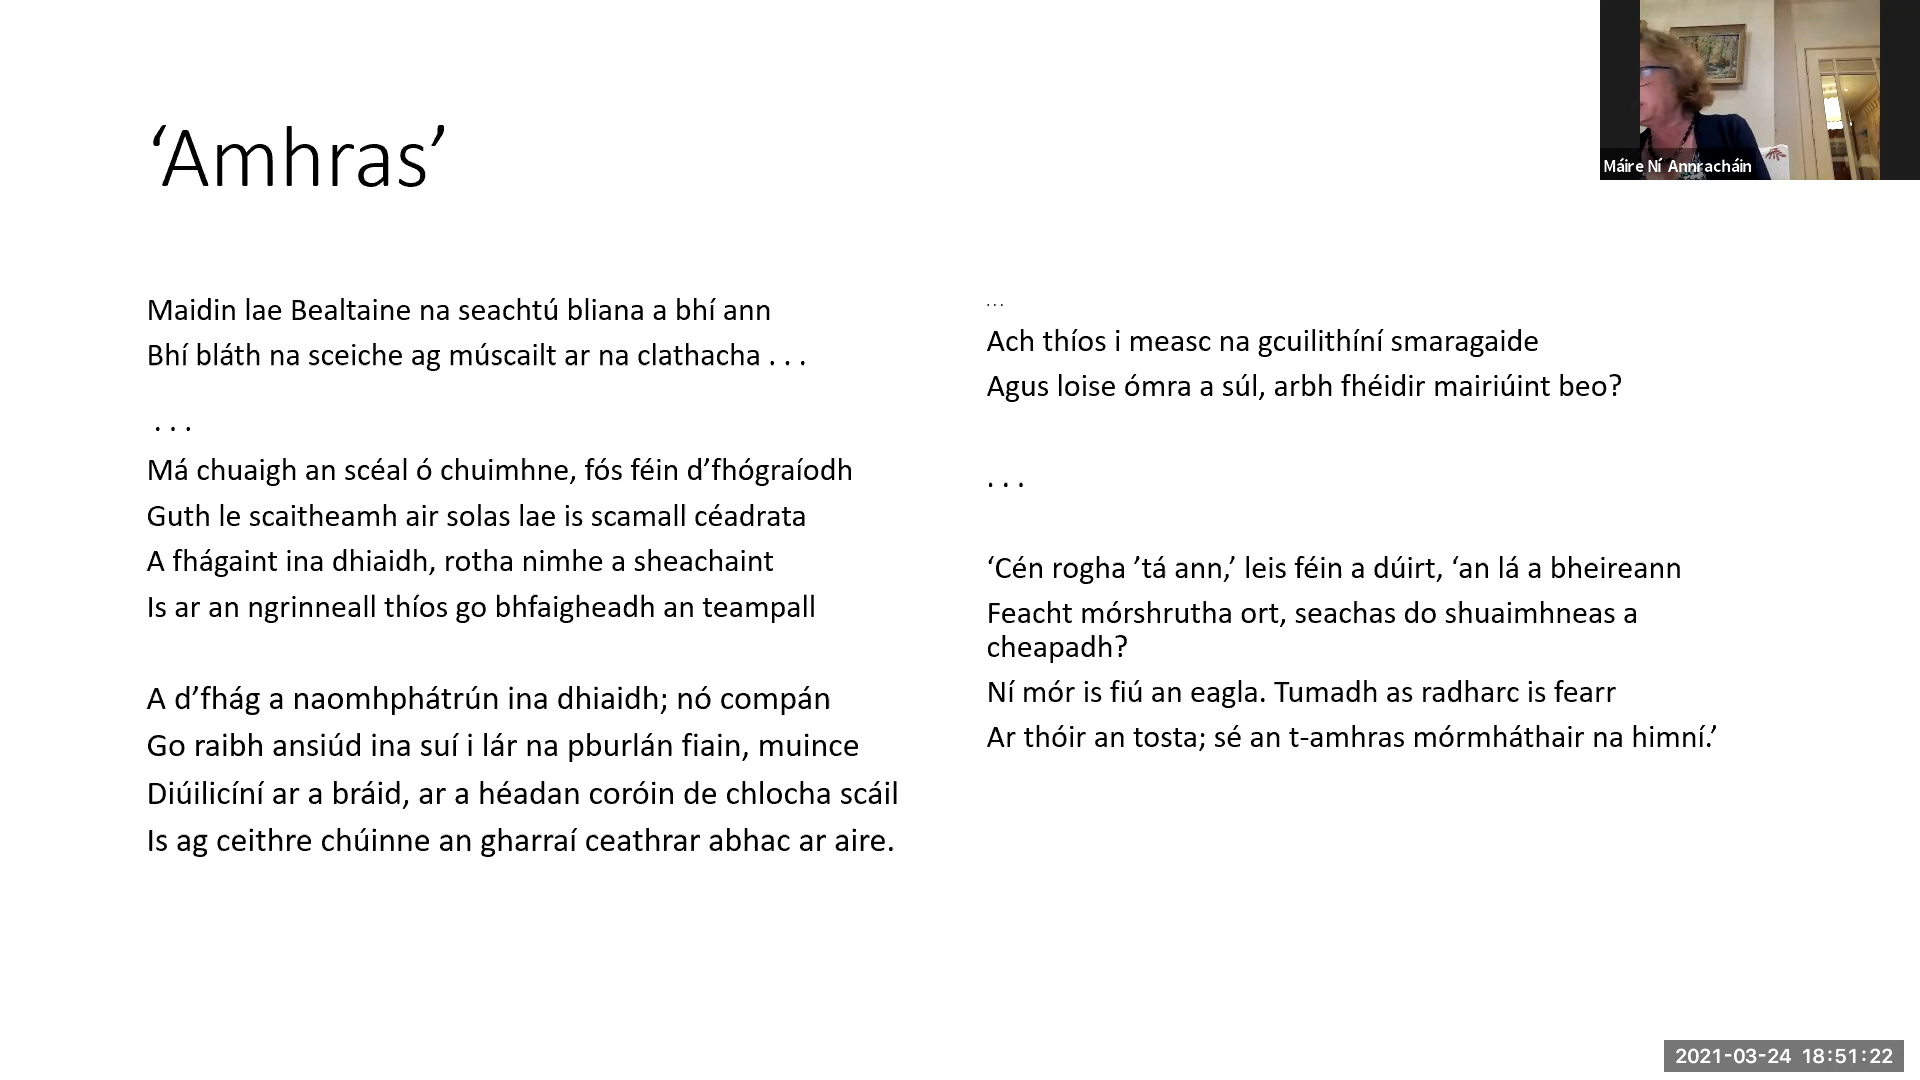 ‘Amhras’
Maidin lae Bealtaine na seachtú bliana a bhí ann
Bhí bláth na sceiche ag múscailt ar na clathacha . . .
. . .
Má chuaigh an scéal ó chuimhne, fós féin d’fhógraíodh
Guth le scaitheamh air solas lae is scamall céadrata
A fhágaint ina dhiaidh, rotha nimhe a sheachaint
Is ar an ngrinneall thíos go bhfaigheadh an teampall
A d’fhág a naomhphátrún ina dhiaidh; nó compán
Go raibh ansiúd ina suí i lár na pburlán fiain, muince
Diúilicíní ar a bráid, ar a héadan coróin de chlocha scáil
Is ag ceithre chúinne an gharraí ceathrar abhac ar aire.
. . .
Ach thíos i measc na gcuilithíní smaragaide
Agus loise ómra a súl, arbh fhéidir mairiúint beo?
. . .
‘Cén rogha ’tá ann,’ leis féin a dúirt, ‘an lá a bheireann
Feacht mórshrutha ort, seachas do shuaimhneas a
cheapadh?
Ní mór is fiú an eagla. Tumadh as radharc is fearr
Ar thóir an tosta; sé an t-amhras mórmháthair na himní.’
Máire Ní Annracháin
2021-03-24 18:51:22